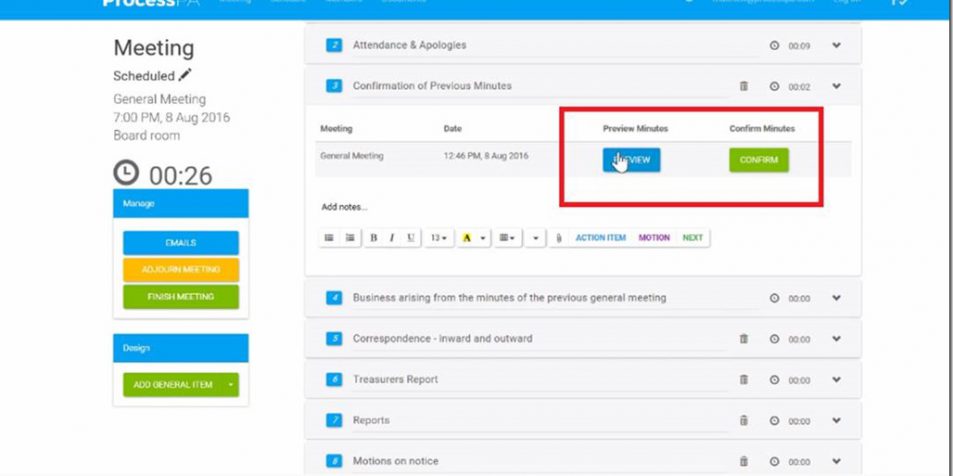 ProcessPA
Meeting
Scheduled
General Meeting
7:00 PM, 8 Aug 2016
Board room
00:26
Manage
EMAILS
ADJOURN MEETING
FINISH MEETING
Design
ADD GENERAL ITEM
2 Attendance & Apologies 00:09
3 Confirmation of Previous Minutes 00:02
Meeting Date Preview Minutes Confirm Minutes
General Meeting 12:46 PM, 8 Aug 2016 PREVIEW CONFIRM
Add notes...
B I U 13 A ACTION ITEM MOTION NEXT
4 Business arising from the minutes of the previous general meeting 00:00
5 Correspondence - inward and outward 00:00
6 Treasurers Report 00:00
7 Reports 00:00
8 Motions on notice 00:00